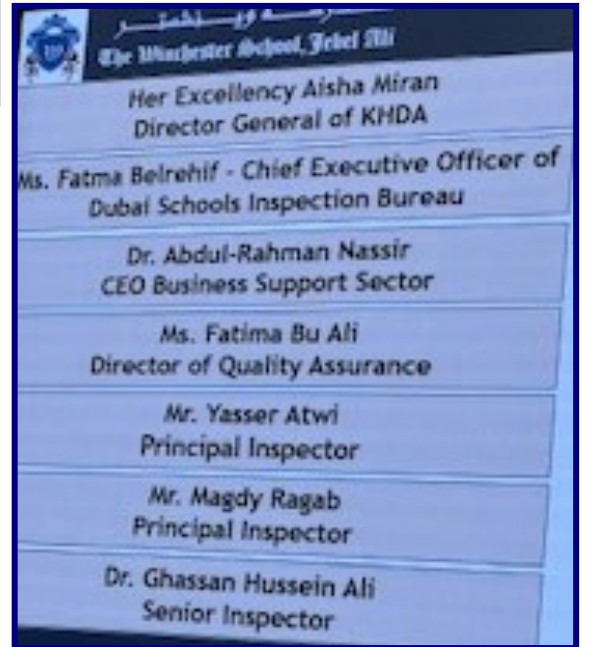 The Winchester School, Jebel Ali
Her Excellency Aisha Miran
Director General of KHDA
Ms. Fatma Belrehif - Chief Executive Officer of
Dubai Schools Inspection Bureau
Dr. Abdul-Rahman Nassir
CEO Business Support Sector
Ms. Fatima Bu Ali
Director of Quality Assurance
Mr. Yasser Atwi
Principal Inspector
Mr. Magdy Ragab
Principal Inspector
Dr. Ghassan Hussein Ali
Senior Inspector